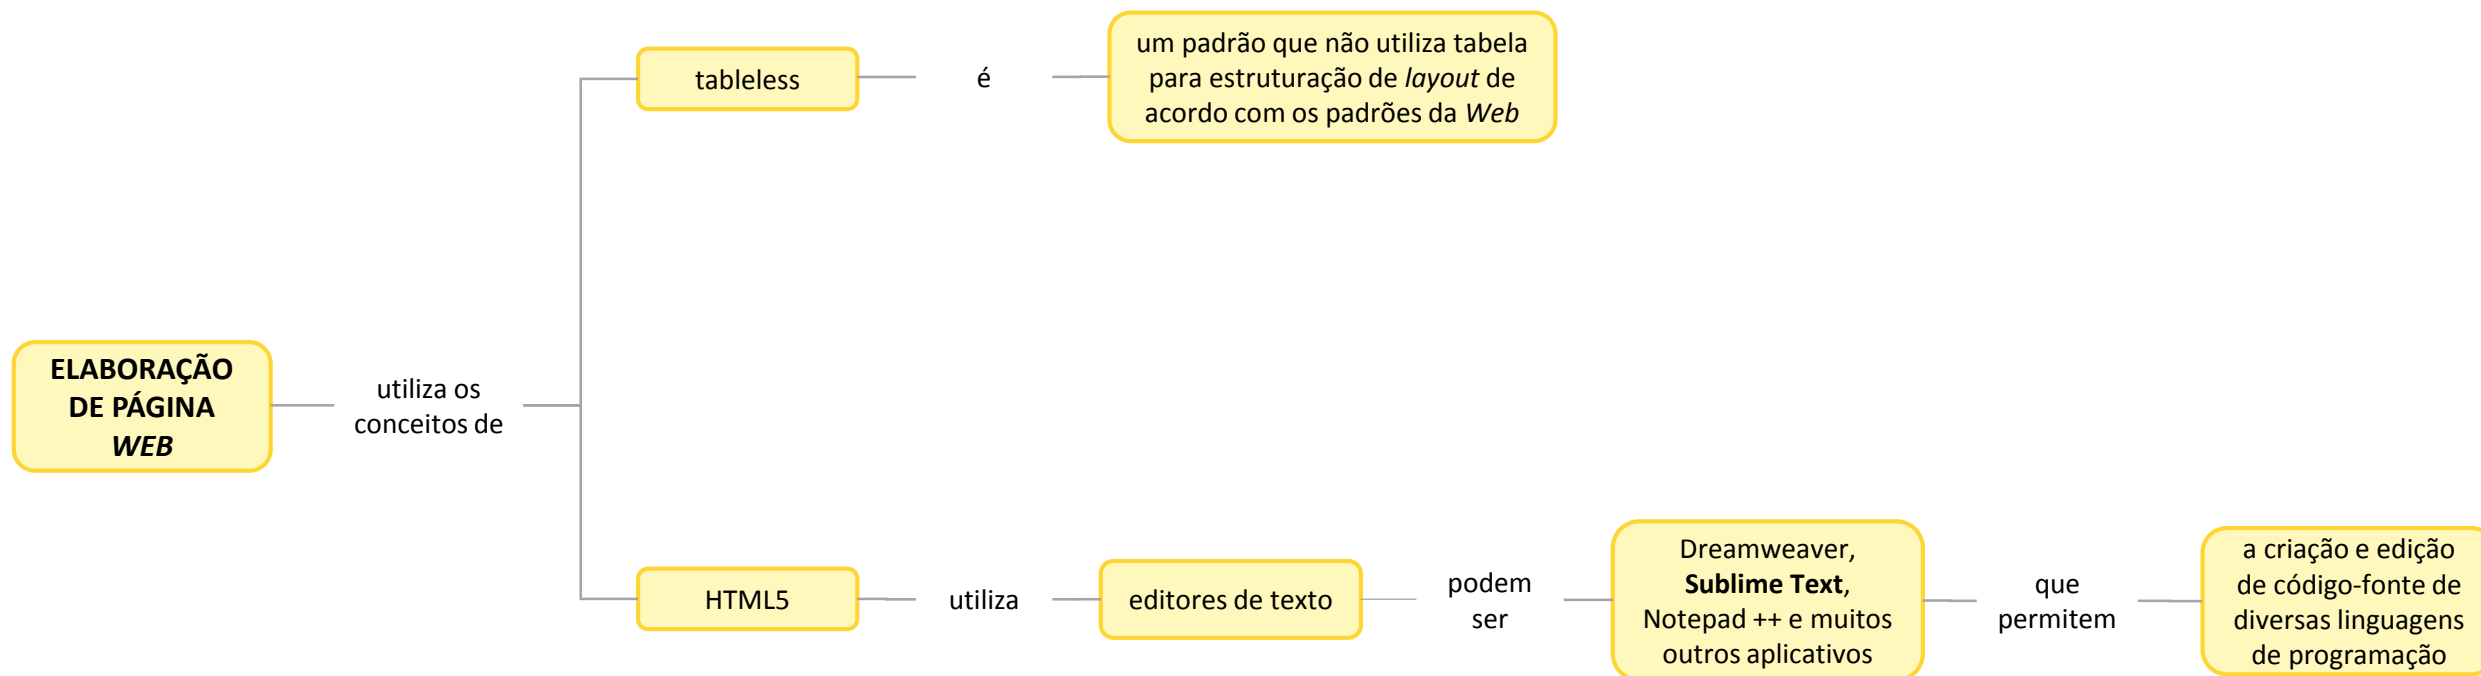 ELABORAÇÃO
DE PÁGINA
WEB
utiliza os
conceitos de
tableless
é
um padrão que não utiliza tabela
para estruturação de layout de
acordo com os padrões da Web
HTML5
utiliza
editores de texto
podem
ser
Dreamweaver,
Sublime Text,
Notepad ++ e muitos
outros aplicativos
que
permitem
a criação e edição
de código-fonte de
diversas linguagens
de programação